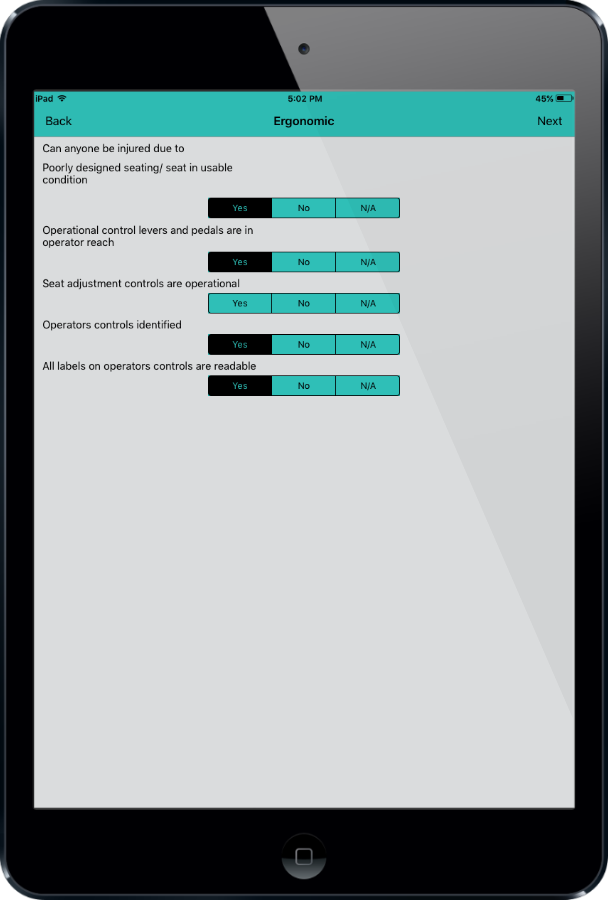 iPad 5:02 PM 45%
Back Ergonomic Next
Can anyone be injured due to
Poorly designed seating/ seat in usable
condition
Yes No N/A
Operational control levers and pedals are in
operator reach
Yes No N/A
Seat adjustment controls are operational
Yes No N/A
Operators controls identified
Yes No N/A
All labels on operators controls are readable
Yes No N/A